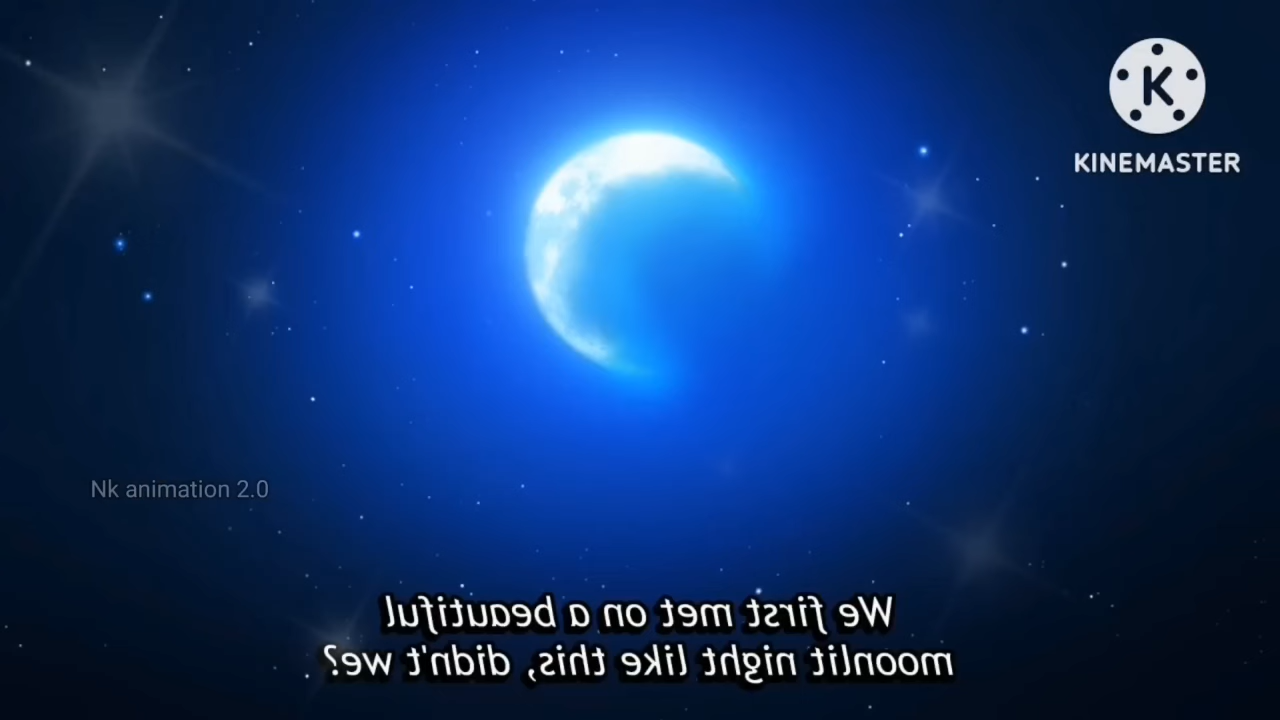 K
KINEMASTER
Nk animation 2.0
We first met on a beautiful
moonlit night like this, didn't we?